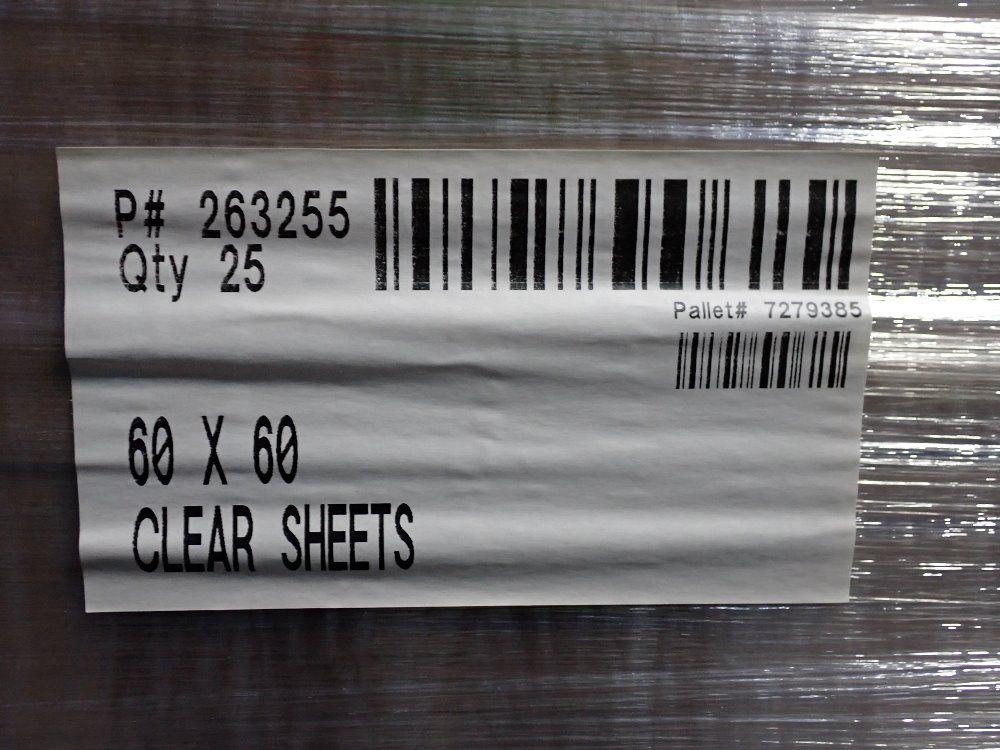 P# 263255
Qty 25
Pallet# 7279385
60 X 60
CLEAR SHEETS